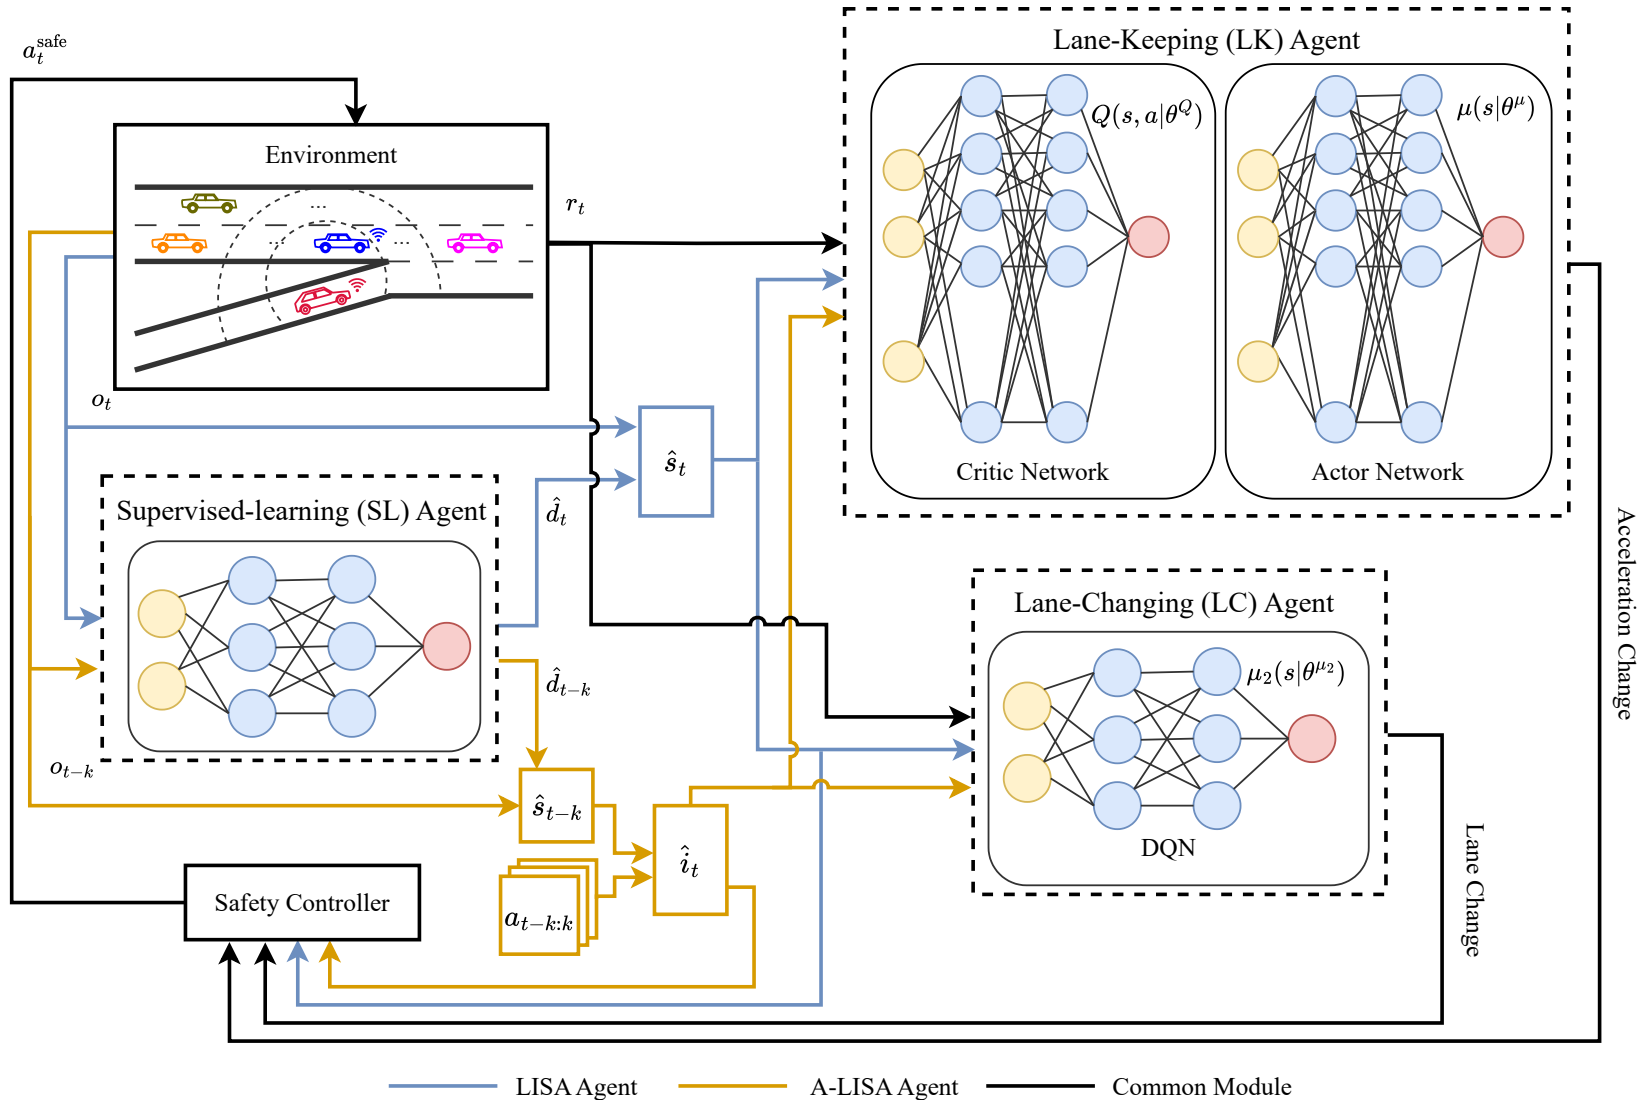 a_t^safe
Lane-Keeping (LK) Agent
Q(s, a|θ^Q)
μ(s|θ^μ)
Environment
...
r_t
...
...
o_t
ŝ_t
Critic Network
Actor Network
Supervised-learning (SL) Agent
d̂_t
Acceleration Change
Lane-Changing (LC) Agent
μ_2(s|θ^{μ_2})
d̂_{t−k}
o_{t−k}
ŝ_{t−k}
DQN
î_t
Lane Change
Safety Controller
a_{t−k:k}
LISA Agent
A-LISA Agent
Common Module